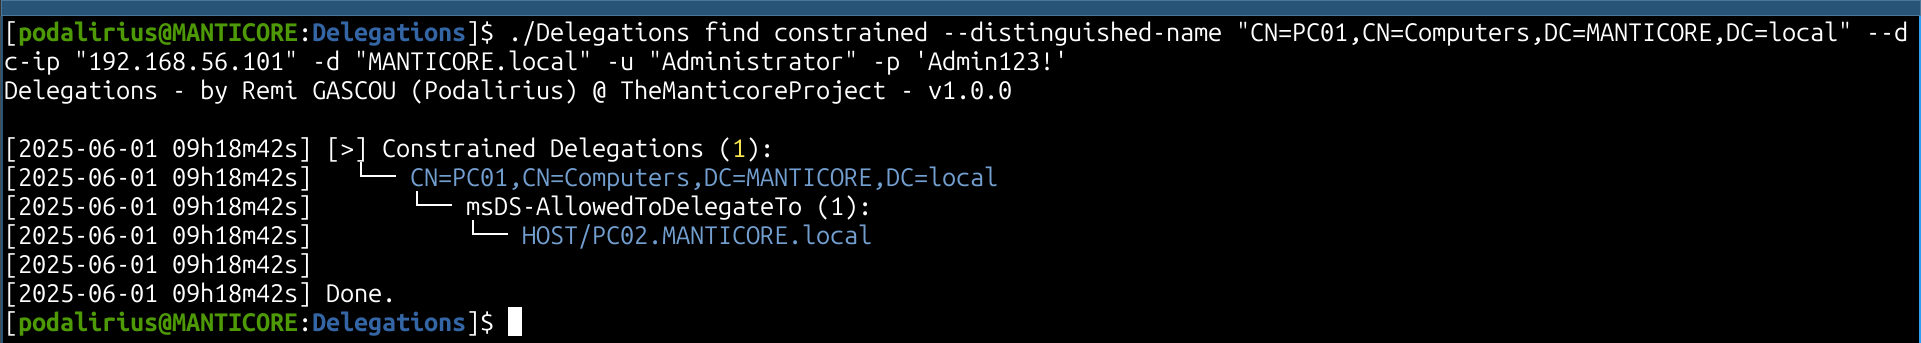 [podalirius@MANTICORE:Delegations]$ ./Delegations find constrained --distinguished-name "CN=PC01,CN=Computers,DC=MANTICORE,DC=local" --d
c-ip "192.168.56.101" -d "MANTICORE.local" -u "Administrator" -p 'Admin123!'
Delegations - by Remi GASCOU (Podalirius) @ TheManticoreProject - v1.0.0

[2025-06-01 09h18m42s] [>] Constrained Delegations (1):
[2025-06-01 09h18m42s]   └── CN=PC01,CN=Computers,DC=MANTICORE,DC=local
[2025-06-01 09h18m42s]       └── msDS-AllowedToDelegateTo (1):
[2025-06-01 09h18m42s]           └── HOST/PC02.MANTICORE.local
[2025-06-01 09h18m42s]
[2025-06-01 09h18m42s] Done.
[podalirius@MANTICORE:Delegations]$